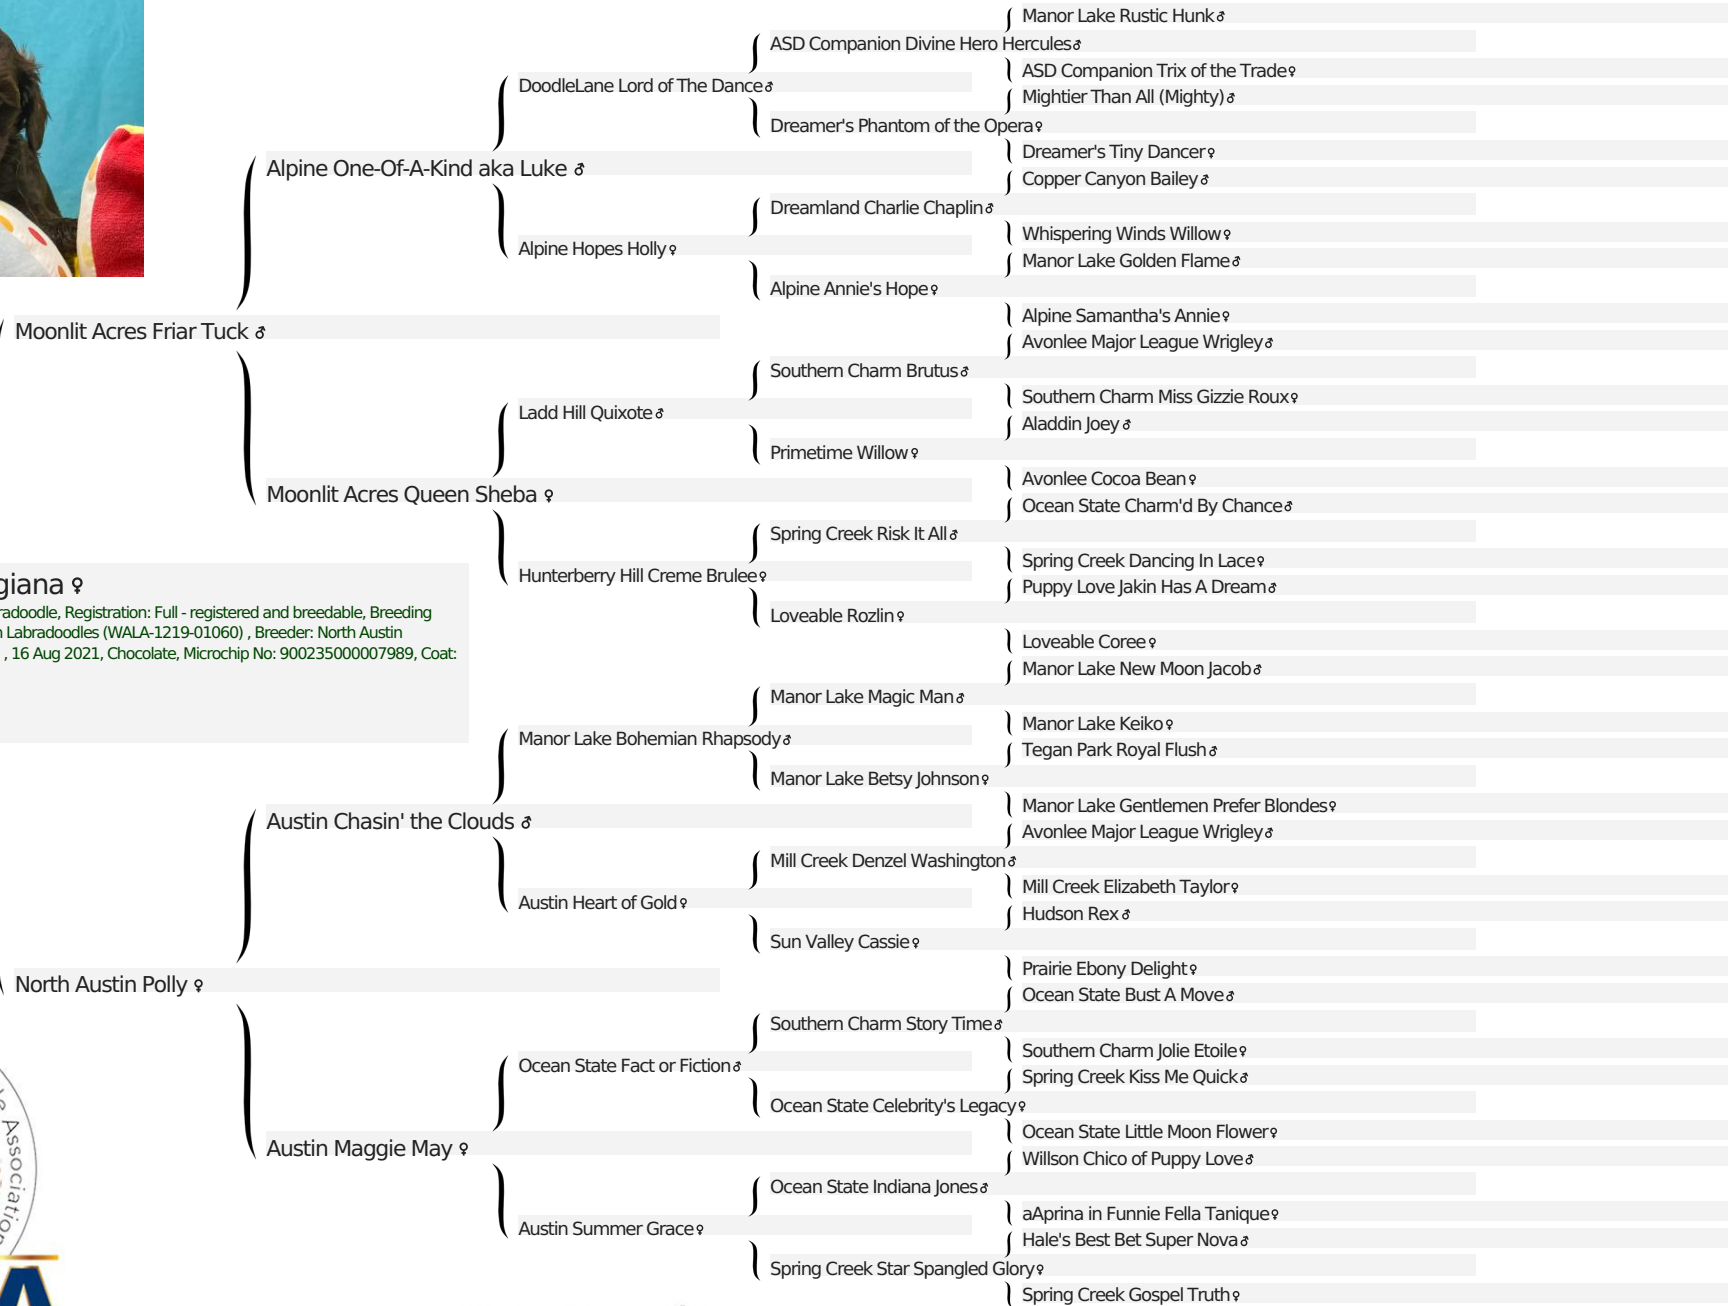 Manor Lake Rustic Hunk♂
ASD Companion Divine Hero Hercules♂
ASD Companion Trix of the Trade♀
DoodleLane Lord of The Dance♂
Mightier Than All (Mighty)♂
Dreamer's Phantom of the Opera♀
Dreamer's Tiny Dancer♀
Alpine One-Of-A-Kind aka Luke ♂
Copper Canyon Bailey♂
Dreamland Charlie Chaplin♂
Whispering Winds Willow♀
Alpine Hopes Holly♀
Manor Lake Golden Flame♂
Alpine Annie's Hope♀
Alpine Samantha's Annie♀
Moonlit Acres Friar Tuck ♂
Avonlee Major League Wrigley♂
Southern Charm Brutus♂
Southern Charm Miss Gizzie Roux♀
Ladd Hill Quixote♂
Aladdin Joey♂
Primetime Willow♀
Avonlee Cocoa Bean♀
Moonlit Acres Queen Sheba ♀
Ocean State Charm'd By Chance♂
Spring Creek Risk It All♂
Spring Creek Dancing In Lace♀
Hunterberry Hill Creme Brulee♀
Puppy Love Jakin Has A Dream♂
Loveable Rozlin♀
Loveable Coree♀
giana ♀
radoodle, Registration: Full - registered and breedable, Breeding
n Labradoodles (WALA-1219-01060) , Breeder: North Austin
, 16 Aug 2021, Chocolate, Microchip No: 900235000007989, Coat:
Manor Lake New Moon Jacob♂
Manor Lake Magic Man♂
Manor Lake Keiko♀
Manor Lake Bohemian Rhapsody♂
Tegan Park Royal Flush♂
Manor Lake Betsy Johnson♀
Manor Lake Gentlemen Prefer Blondes♀
Austin Chasin' the Clouds ♂
Avonlee Major League Wrigley♂
Mill Creek Denzel Washington♂
Mill Creek Elizabeth Taylor♀
Austin Heart of Gold♀
Hudson Rex♂
Sun Valley Cassie♀
Prairie Ebony Delight♀
North Austin Polly ♀
Ocean State Bust A Move♂
Southern Charm Story Time♂
Southern Charm Jolie Etoile♀
Ocean State Fact or Fiction♂
Spring Creek Kiss Me Quick♂
Ocean State Celebrity's Legacy♀
Ocean State Little Moon Flower♀
Austin Maggie May ♀
Willson Chico of Puppy Love♂
Ocean State Indiana Jones♂
aAprina in Funnie Fella Tanique♀
Austin Summer Grace♀
Hale's Best Bet Super Nova♂
Spring Creek Star Spangled Glory♀
Spring Creek Gospel Truth♀
le Association
A